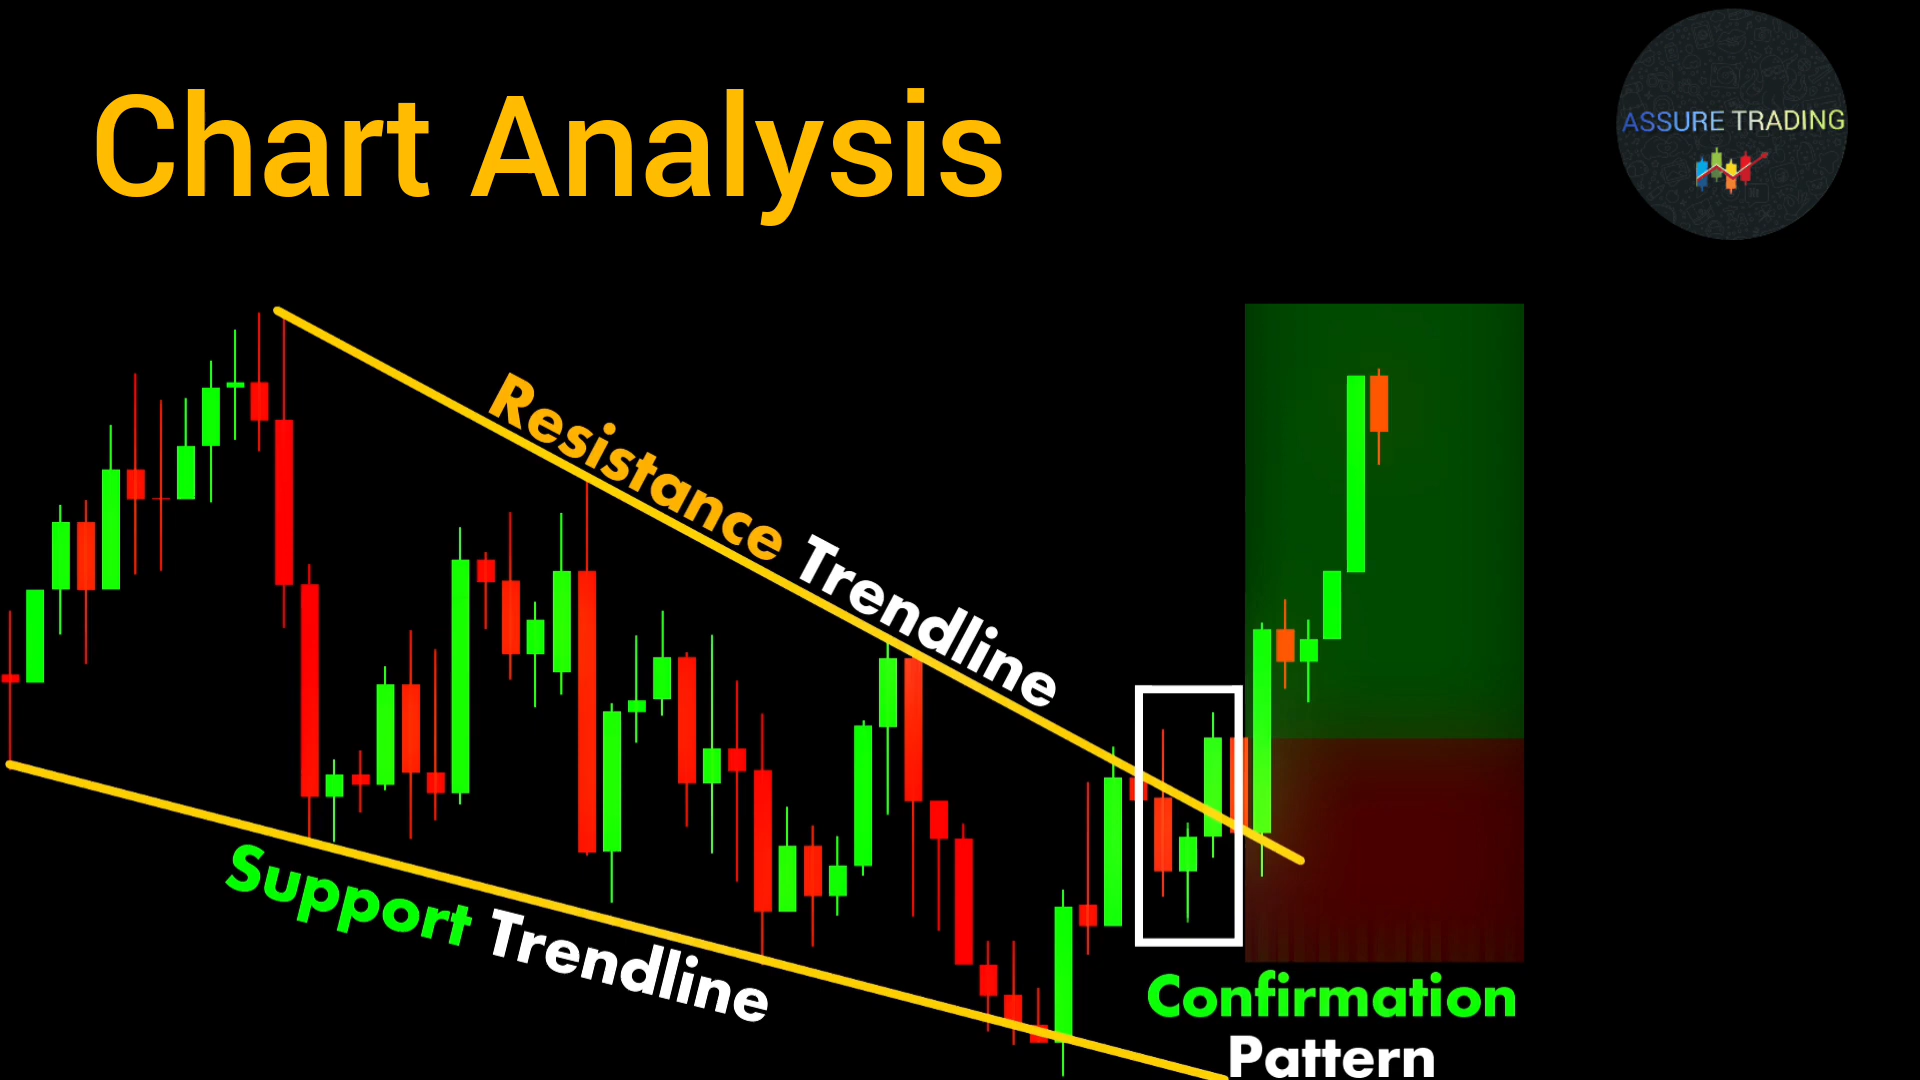 Chart Analysis
ASSURE TRADING
Resistance Trendline
Support Trendline
Confirmation
Pattern